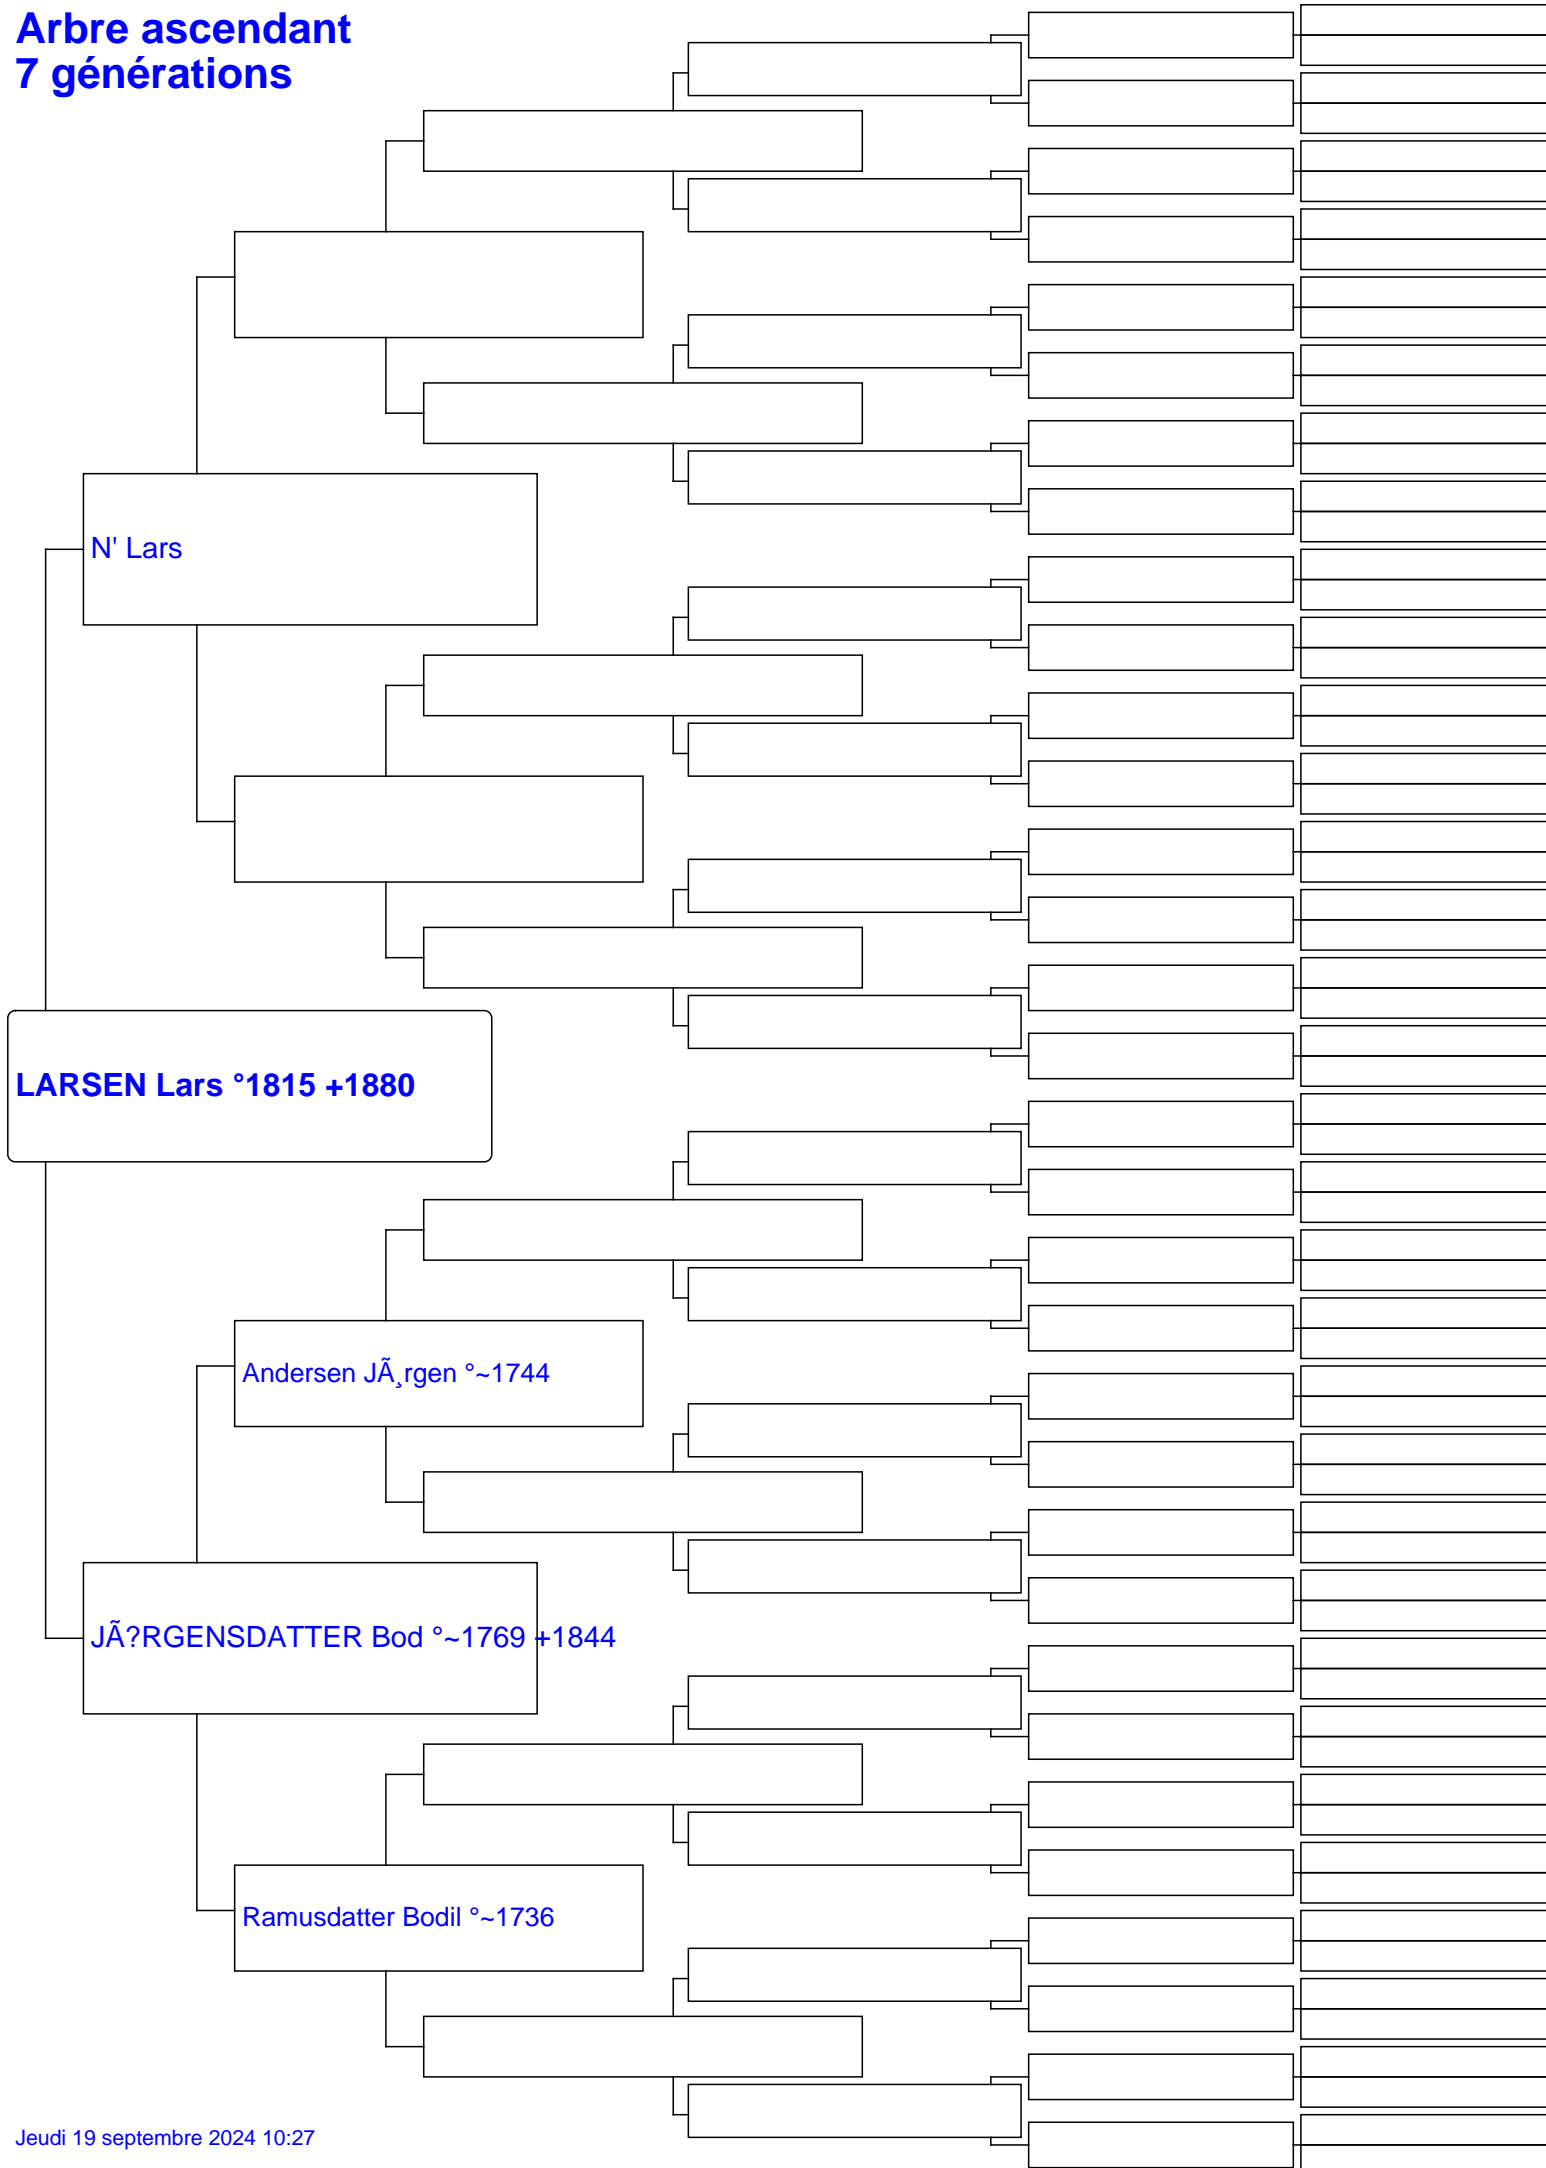 Arbre ascendant
7 générations
N' Lars
LARSEN Lars °1815 +1880
Andersen JÃ¸rgen °~1744
JÃ?RGENSDATTER Bod °~1769 +1844
Ramusdatter Bodil °~1736
Jeudi 19 septembre 2024 10:27